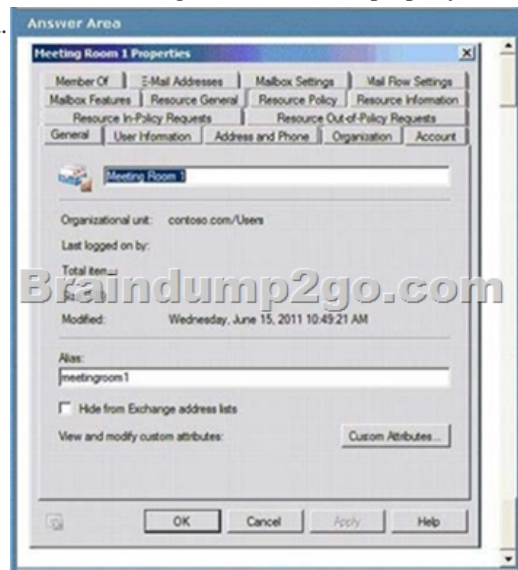 Answer Area
Meeting Room 1 Properties
Member Of E-Mail Addresses Mailbox Settings Mail Flow Settings
Mailbox Features Resource General Resource Policy Resource Information
Resource In-Policy Requests Resource Out-of-Policy Requests
General User Information Address and Phone Organization Account
Meeting Room 1
Organizational unit: contoso.com/Users
Last logged on by:
Total
Braindump2go.com
Modified: Wednesday, June 15, 2011 10:49:21 AM
Alias:
meetingroom1
Hide from Exchange address lists
View and modify custom attributes: Custom Attributes...
OK Cancel Apply Help